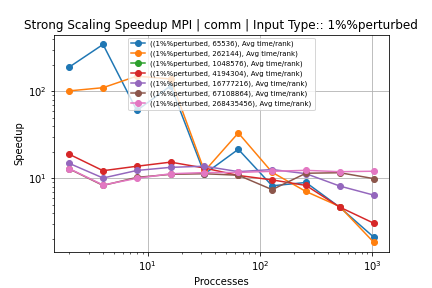 Strong Scaling Speedup MPI | comm | Input Type:: 1%%perturbed
((1%%perturbed, 65536), Avg time/rank)
((1%%perturbed, 262144), Avg time/rank)
((1%%perturbed, 1048576), Avg time/rank)
((1%%perturbed, 4194304), Avg time/rank)
((1%%perturbed, 16777216), Avg time/rank)
((1%%perturbed, 67108864), Avg time/rank)
((1%%perturbed, 268435456), Avg time/rank)
Speedup
10²
10¹
10¹ 10² 10³
Proccesses